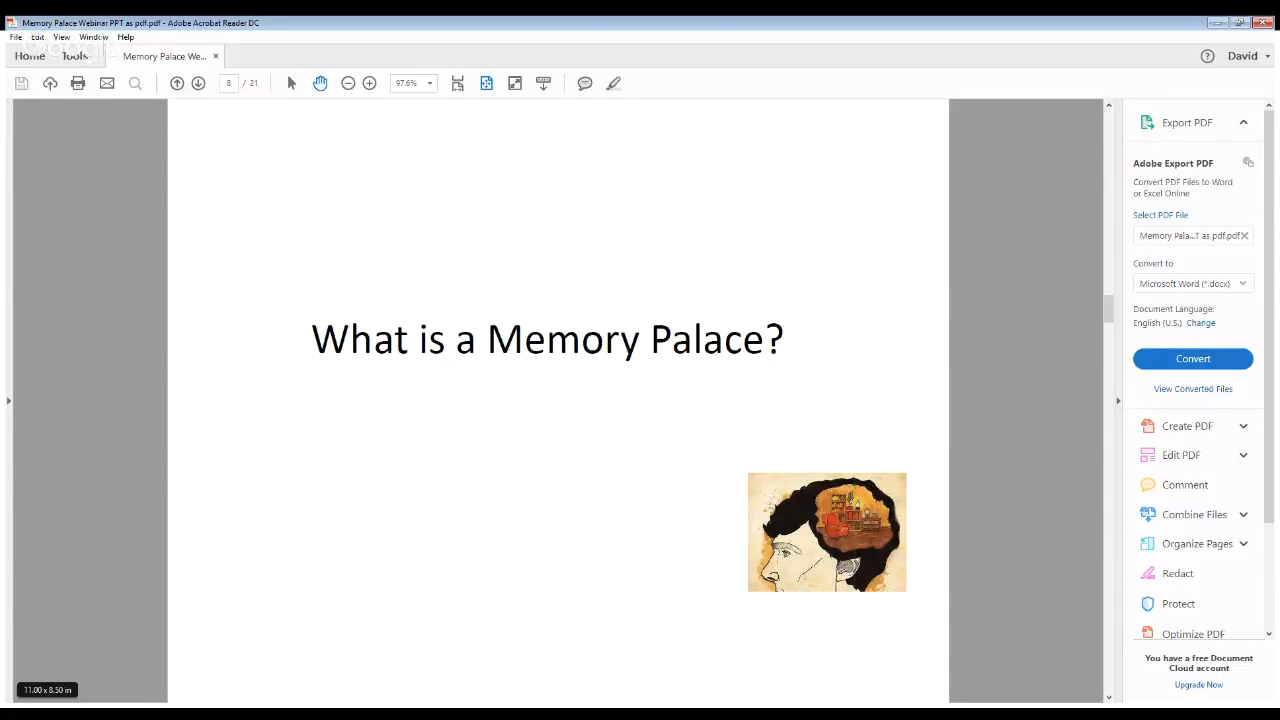 Memory Palace Webinar PPT as pdf.pdf - Adobe Acrobat Reader DC
File Edit View Window Help
Google
Home Tools Memory Palace We... ×
David
8 / 21
97.6%
What is a Memory Palace?
11.00 x 8.50 in
Export PDF
Adobe Export PDF
Convert PDF Files to Word
or Excel Online
Select PDF File
Memory Pala...T as pdf.pdf
Convert to
Microsoft Word (*.docx)
Document Language:
English (U.S.) Change
Convert
View Converted Files
Create PDF
Edit PDF
Comment
Combine Files
Organize Pages
Redact
Protect
Optimize PDF
You have a free Document
Cloud account
Upgrade Now